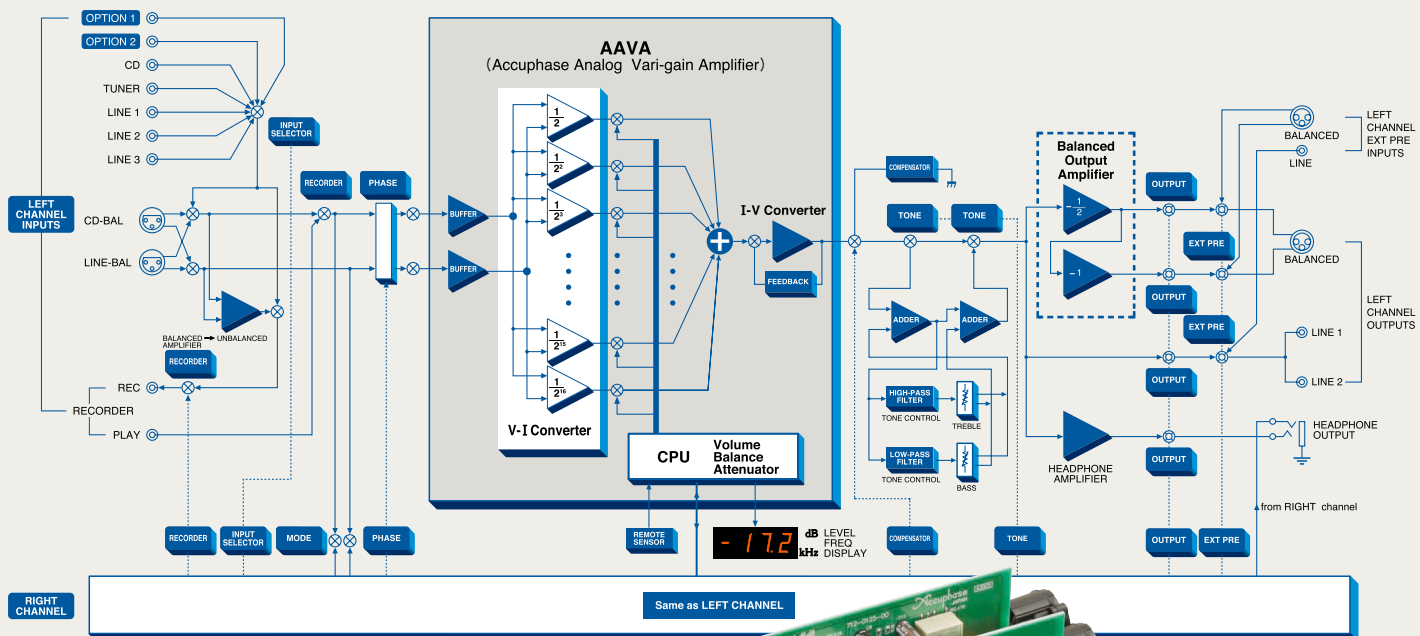 OPTION 1
OPTION 2
CD
TUNER
LINE 1
LINE 2
LINE 3
LEFT
CHANNEL
INPUTS
CD-BAL
LINE-BAL
BALANCED → UNBALANCED
AMPLIFIER
RECORDER
REC
RECORDER
PLAY
INPUT
SELECTOR
RECORDER
PHASE
AAVA
(Accuphase Analog Vari-gain Amplifier)
BUFFER
BUFFER
1/2
1/2²
1/2³
1/2¹⁵
1/2¹⁶
V-I Converter
+
I-V Converter
FEEDBACK
CPU
Volume
Balance
Attenuator
COMPENSATOR
TONE
TONE
ADDER
ADDER
HIGH-PASS
FILTER
TONE CONTROL
TREBLE
LOW-PASS
FILTER
TONE CONTROL
BASS
Balanced
Output
Amplifier
-1/2
-1
HEADPHONE
AMPLIFIER
OUTPUT
EXT PRE
OUTPUT
EXT PRE
OUTPUT
OUTPUT
BALANCED
LINE
LEFT
CHANNEL
EXT PRE
INPUTS
BALANCED
LINE 1
LINE 2
LEFT
CHANNEL
OUTPUTS
HEADPHONE
OUTPUT
from RIGHT channel
RECORDER
INPUT
SELECTOR
MODE
PHASE
REMOTE
SENSOR
-17.2
dB
kHz
LEVEL
FREQ
DISPLAY
COMPENSATOR
TONE
OUTPUT
EXT PRE
RIGHT
CHANNEL
Same as LEFT CHANNEL
Accuphase
JAPAN
712-0125-00